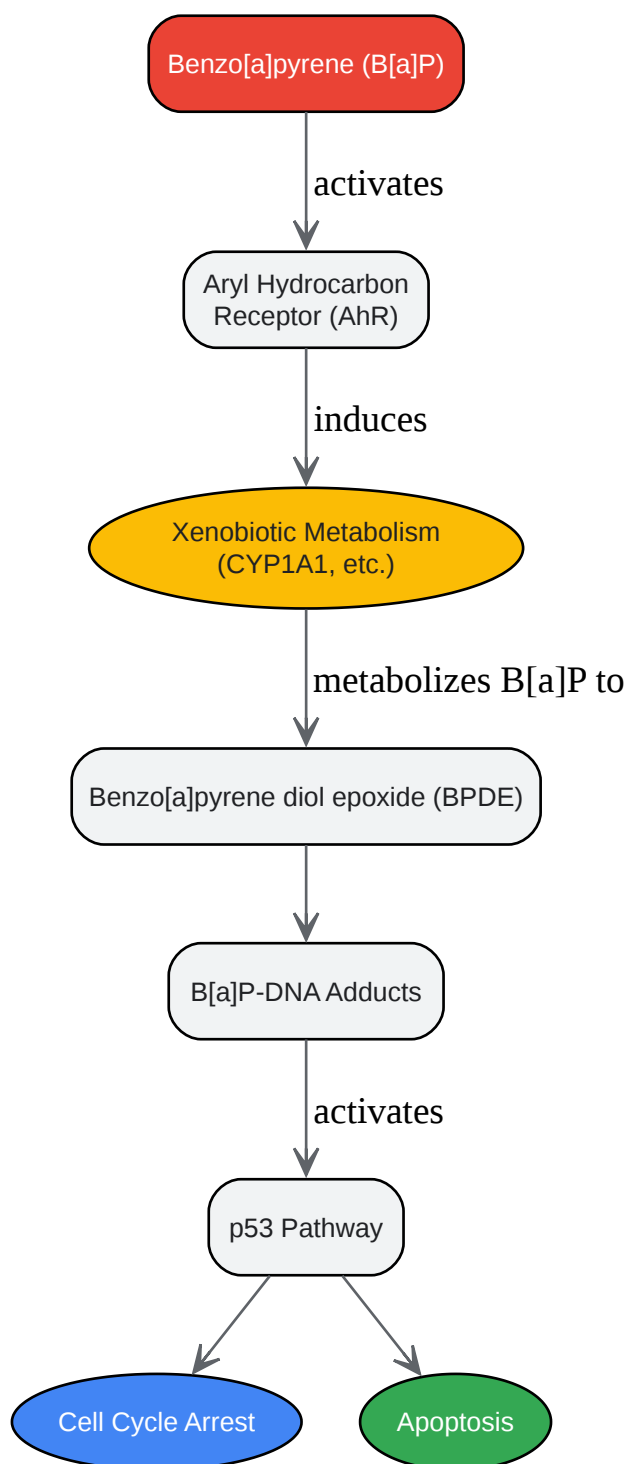 Benzo[a]pyrene (B[a]P)
activates
Aryl Hydrocarbon
Receptor (AhR)
induces
Xenobiotic Metabolism
(CYP1A1, etc.)
metabolizes B[a]P to
Benzo[a]pyrene diol epoxide (BPDE)
B[a]P-DNA Adducts
activates
p53 Pathway
Cell Cycle Arrest
Apoptosis